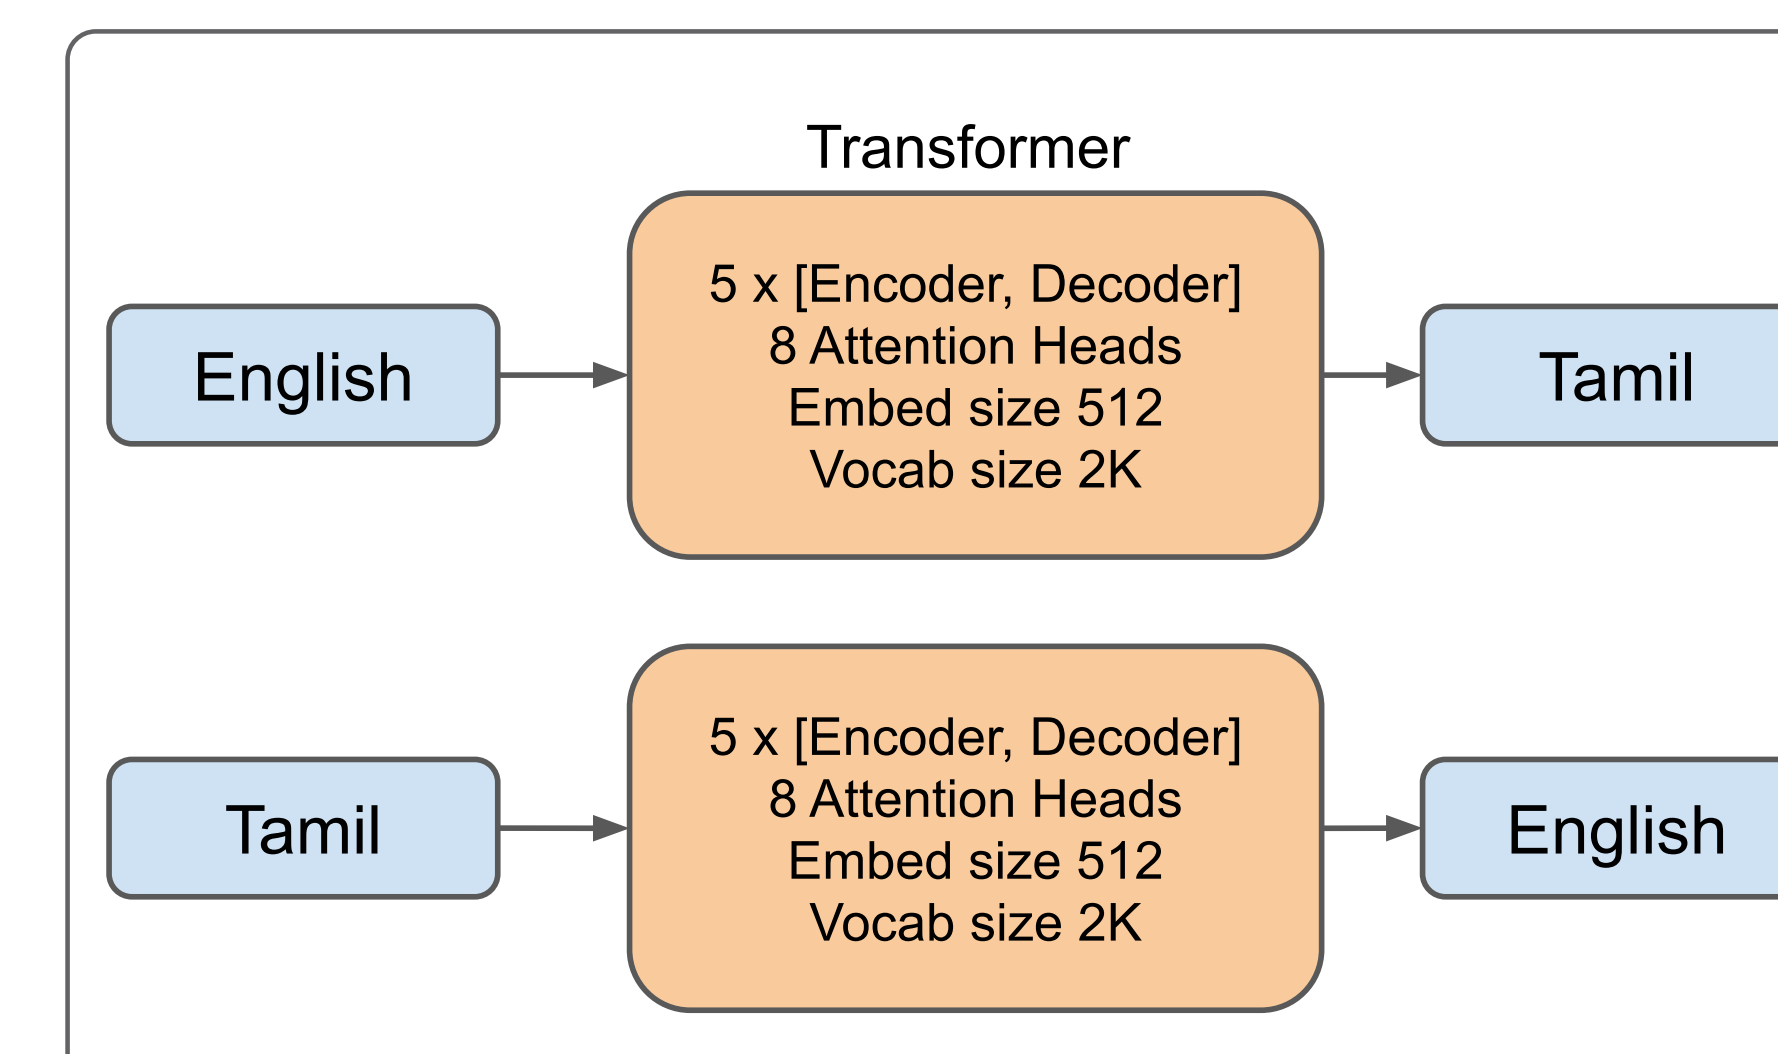 Transformer
5 x [Encoder, Decoder]
8 Attention Heads
Embed size 512
Vocab size 2K
English
Tamil
5 x [Encoder, Decoder]
8 Attention Heads
Embed size 512
Vocab size 2K
Tamil
English